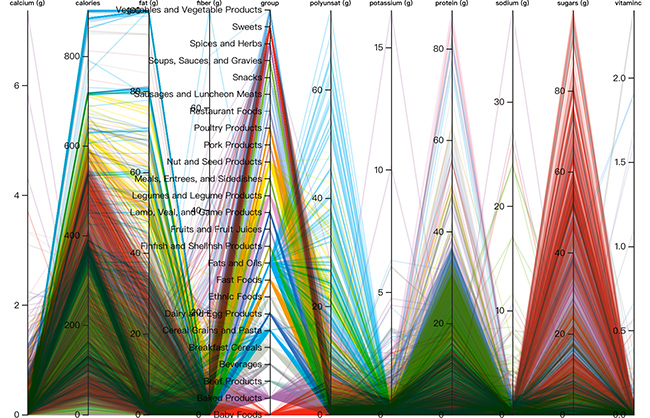 calcium (g) calories fat (g) fiber (g) group polyunsat (g) potassium (g) protein (g) sodium (g) sugars (g) vitaminc
Vegetables and Vegetable Products
Sweets
15
80
2.0
Spices and Herbs
800
Soups, Sauces, and Gravies
Snacks
6
80
Sausages and Luncheon Meats
60
80
30
60
Restaurant Foods
Poultry Products
600
Pork Products
60
1.5
Nut and Seed Products
60
10
60
Meals, Entrees, and Sidedishes
4
Legumes and Legume Products
40
20
Lamb, Veal, and Game Products
40
Fruits and Fruit Juices
400
Finfish and Shellfish Products
40
40
40
1.0
Fats and Oils
Fast Foods
5
Ethnic Foods
2
20
Dairy and Egg Products
20
10
200
Cereal Grains and Pasta
20
20
20
0.5
Breakfast Cereals
Beverages
Beef Products
Baked Products
Baby Foods
0 0 0 0 0 0 0 0 0